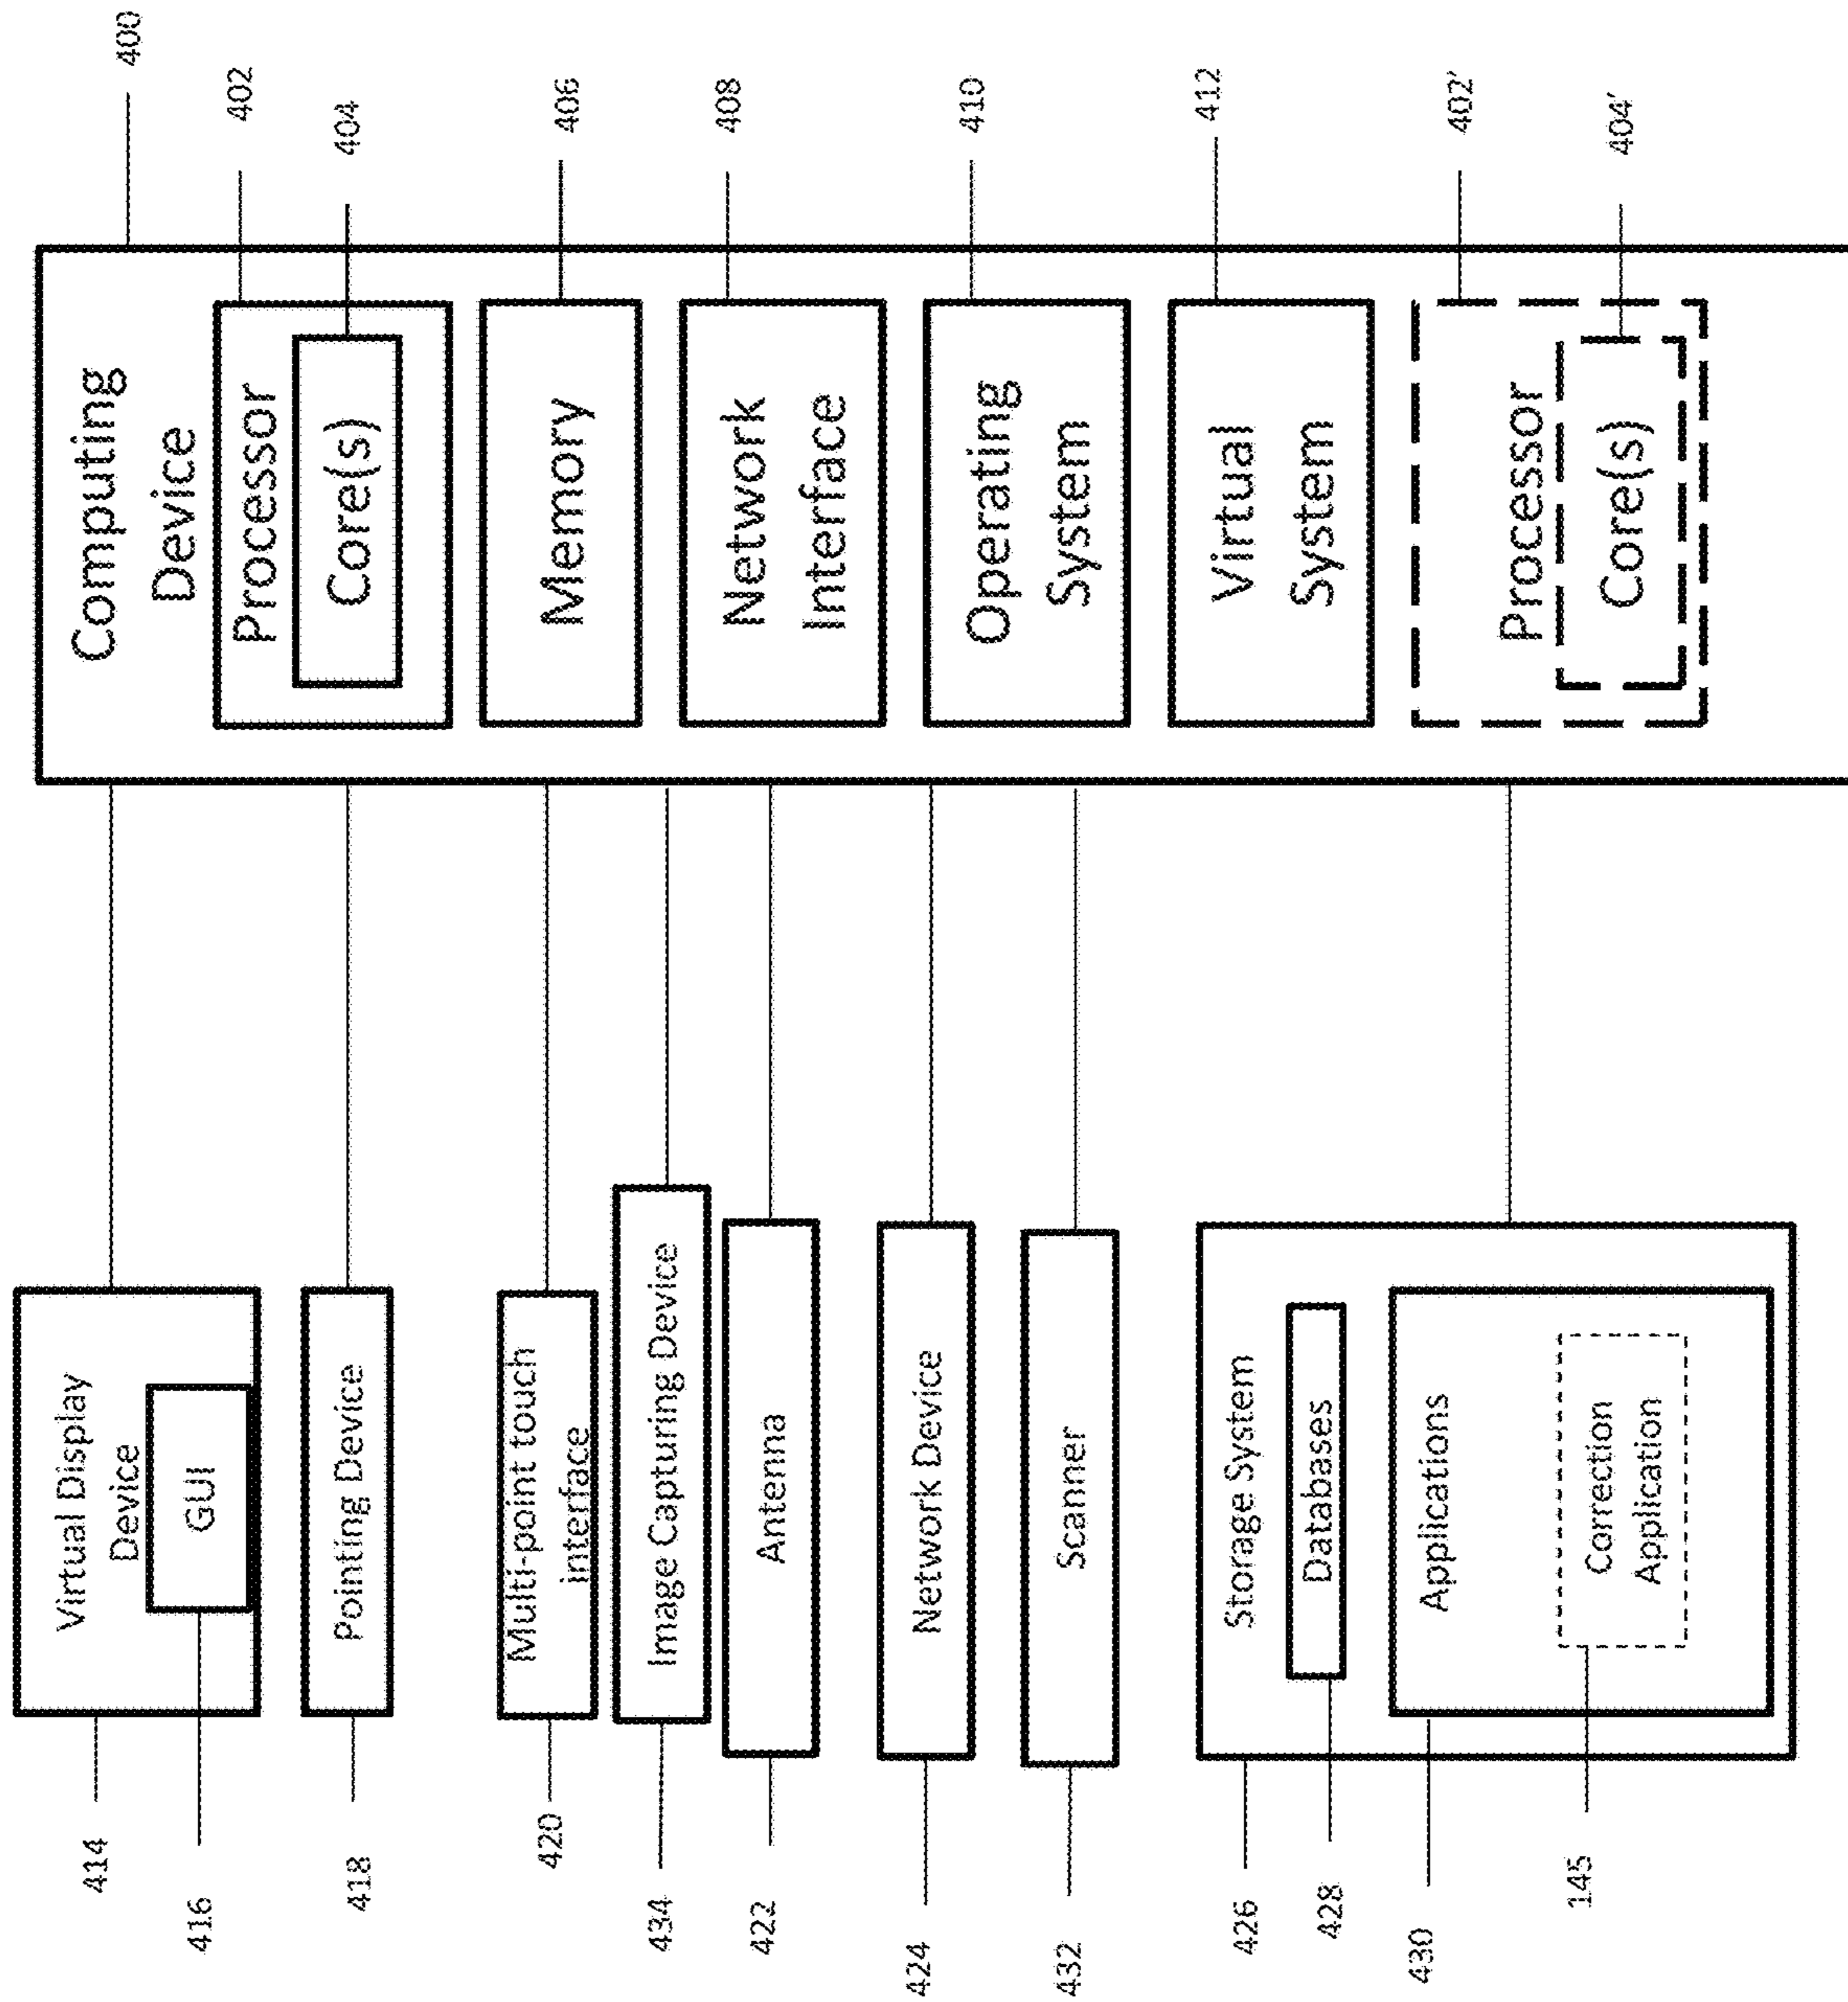 400
Computing
Device
402
Processor
404
Core(s)
406
Memory
408
Network
Interface
410
Operating
System
412
Virtual
System
402'
Processor
404'
Core(s)
414
Virtual Display
Device
416
GUI
418
Pointing Device
420
Multi-point touch
interface
434
Image Capturing Device
422
Antenna
424
Network Device
432
Scanner
426
Storage System
428
Databases
430
Applications
145
Correction
Application